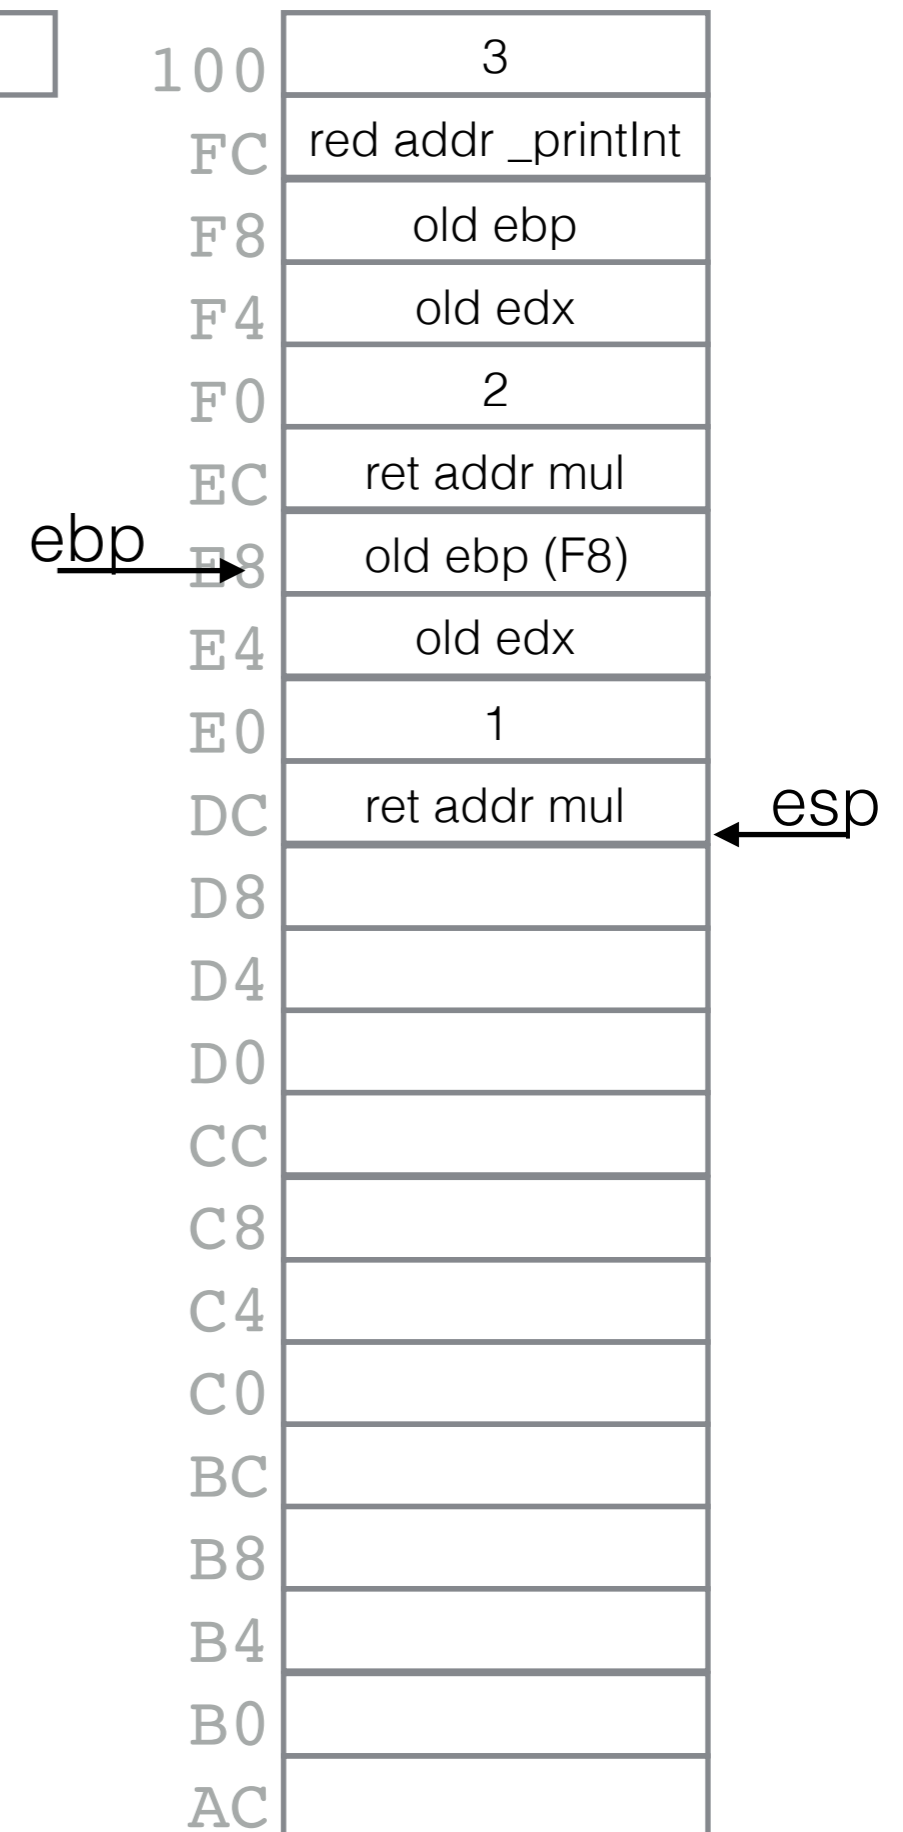 100 3
FC red addr _printInt
F8 old ebp
F4 old edx
F0 2
EC ret addr mul
ebp E8 old ebp (F8)
E4 old edx
E0 1
DC ret addr mul esp
D8
D4
D0
CC
C8
C4
C0
BC
B8
B4
B0
AC